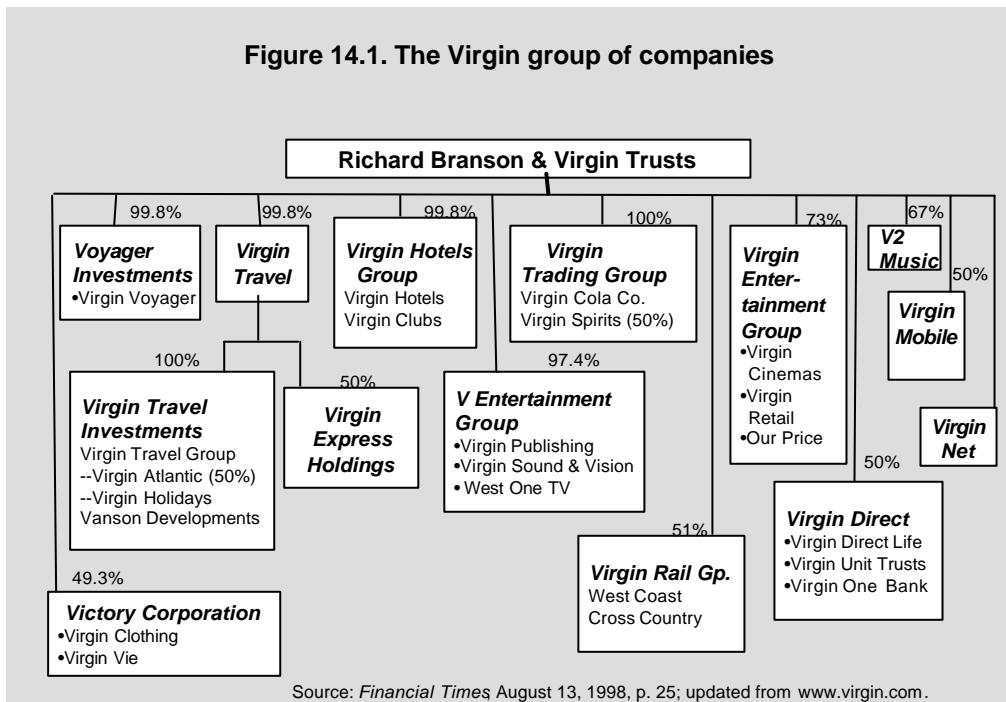 Figure 14.1. The Virgin group of companies
Richard Branson & Virgin Trusts
99.8%
Voyager
Investments
•Virgin Voyager
99.8%
Virgin
Travel
99.8%
Virgin Hotels
Group
Virgin Hotels
Virgin Clubs
100%
Virgin
Trading Group
Virgin Cola Co.
Virgin Spirits (50%)
73%
Virgin
Enter-
tainment
Group
•Virgin
Cinemas
•Virgin
Retail
•Our Price
67%
V2
Music
50%
Virgin
Mobile
100%
Virgin Travel
Investments
Virgin Travel Group
--Virgin Atlantic (50%)
--Virgin Holidays
Vanson Developments
50%
Virgin
Express
Holdings
97.4%
V Entertainment
Group
•Virgin Publishing
•Virgin Sound & Vision
• West One TV
Virgin
Net
50%
Virgin Direct
•Virgin Direct Life
•Virgin Unit Trusts
•Virgin One Bank
51%
Virgin Rail Gp.
West Coast
Cross Country
49.3%
Victory Corporation
•Virgin Clothing
•Virgin Vie
Source: Financial Times, August 13, 1998, p. 25; updated from www.virgin.com.